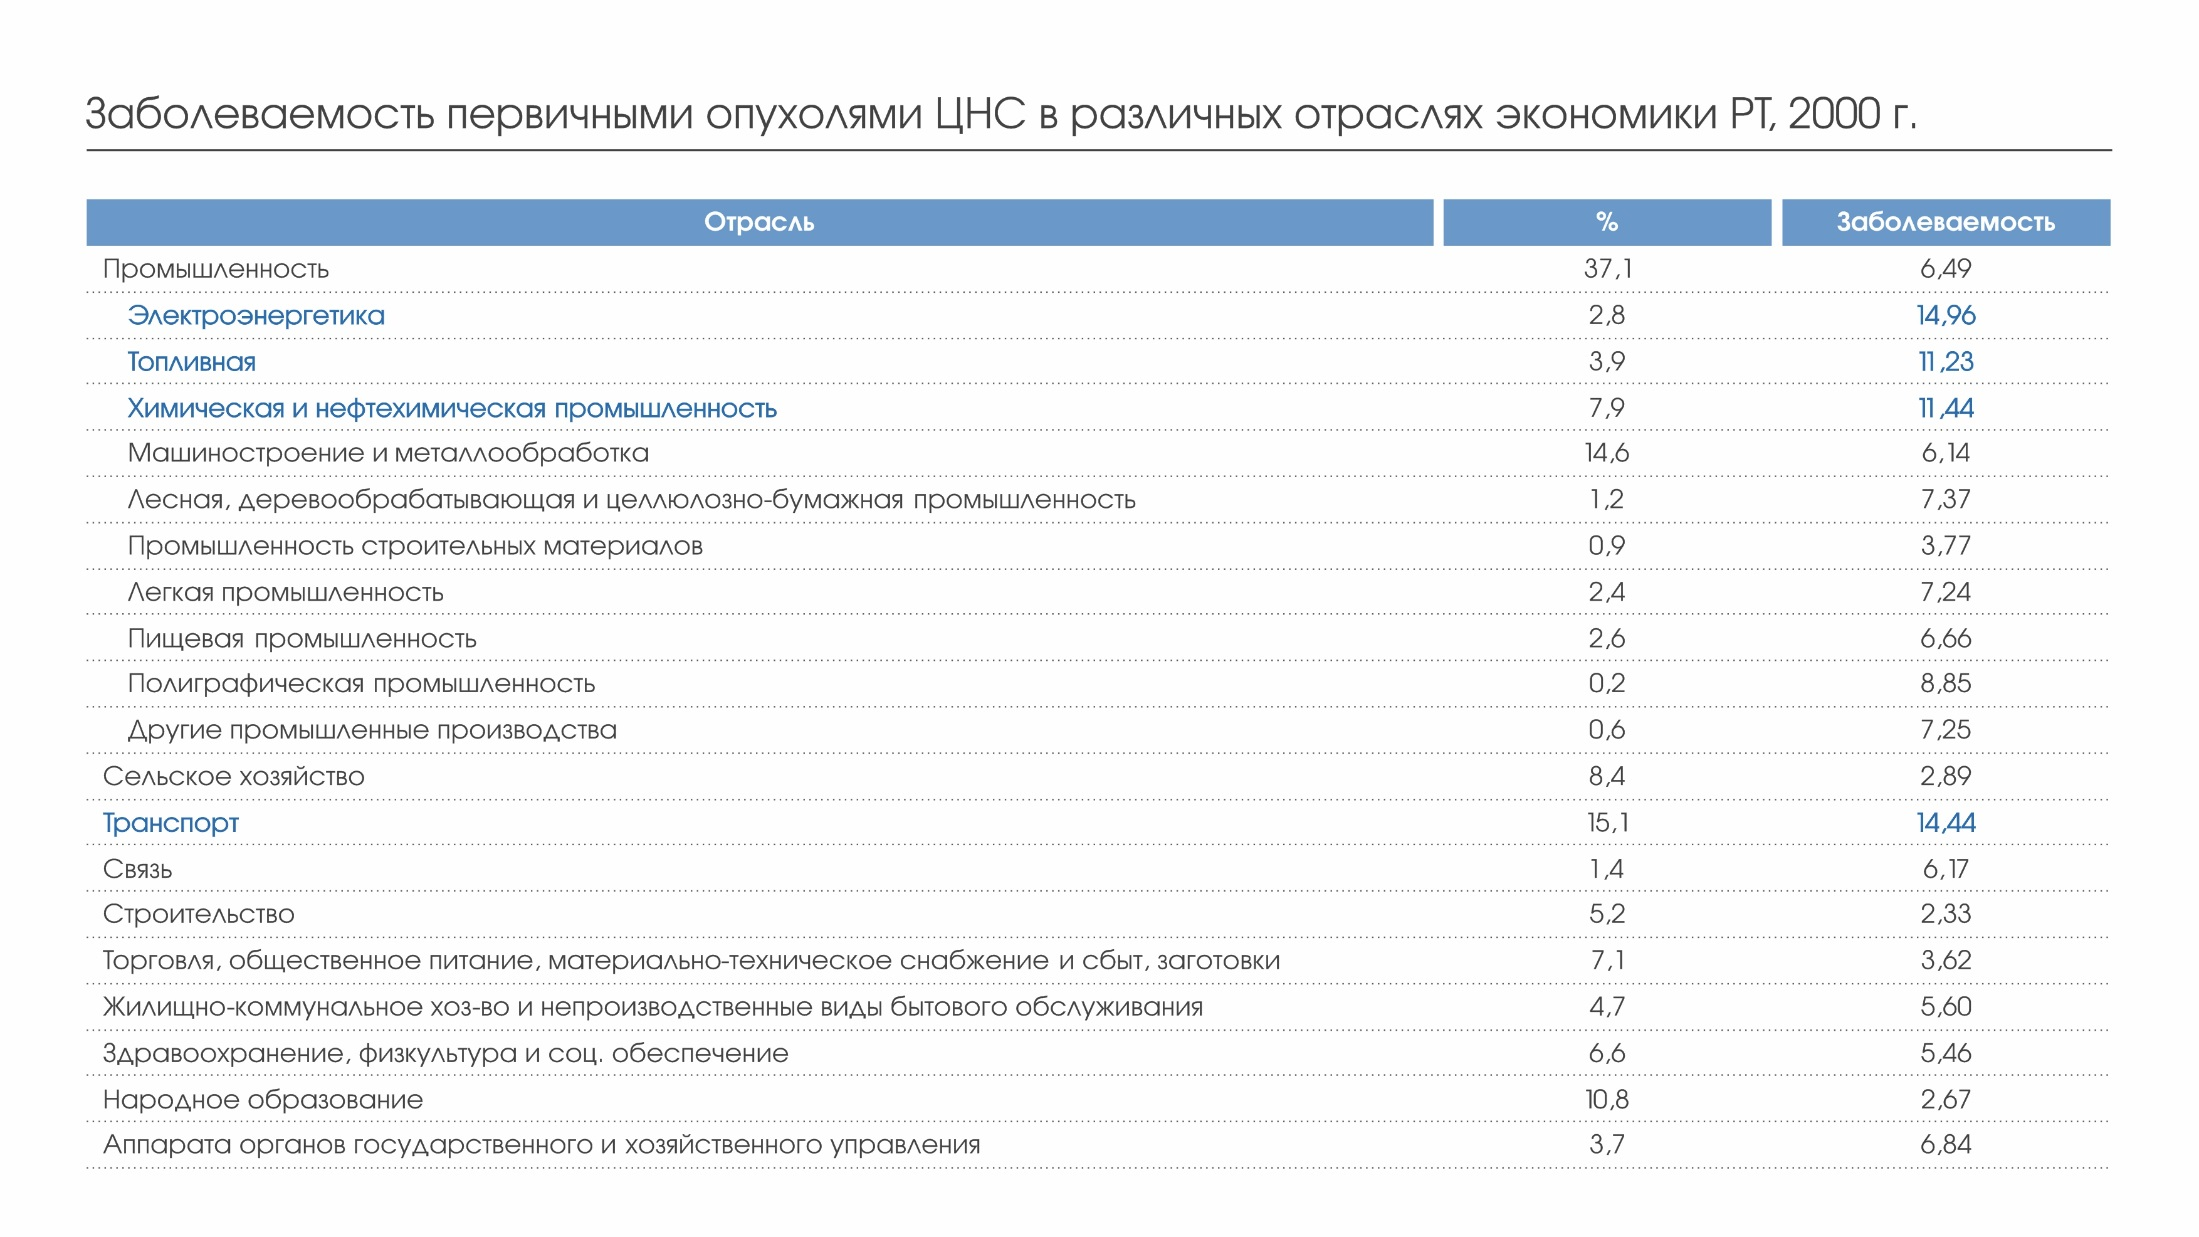 Заболеваемость первичными опухолями ЦНС в различных отраслях экономики РТ, 2000 г.
Отрасль % Заболеваемость
Промышленность 37,1 6,49
Электроэнергетика 2,8 14,96
Топливная 3,9 11,23
Химическая и нефтехимическая промышленность 7,9 11,44
Машиностроение и металлообработка 14,6 6,14
Лесная, деревообрабатывающая и целлюлозно-бумажная промышленность 1,2 7,37
Промышленность строительных материалов 0,9 3,77
Легкая промышленность 2,4 7,24
Пищевая промышленность 2,6 6,66
Полиграфическая промышленность 0,2 8,85
Другие промышленные производства 0,6 7,25
Сельское хозяйство 8,4 2,89
Транспорт 15,1 14,44
Связь 1,4 6,17
Строительство 5,2 2,33
Торговля, общественное питание, материально-техническое снабжение и сбыт, заготовки 7,1 3,62
Жилищно-коммунальное хоз-во и непроизводственные виды бытового обслуживания 4,7 5,60
Здравоохранение, физкультура и соц. обеспечение 6,6 5,46
Народное образование 10,8 2,67
Аппарата органов государственного и хозяйственного управления 3,7 6,84